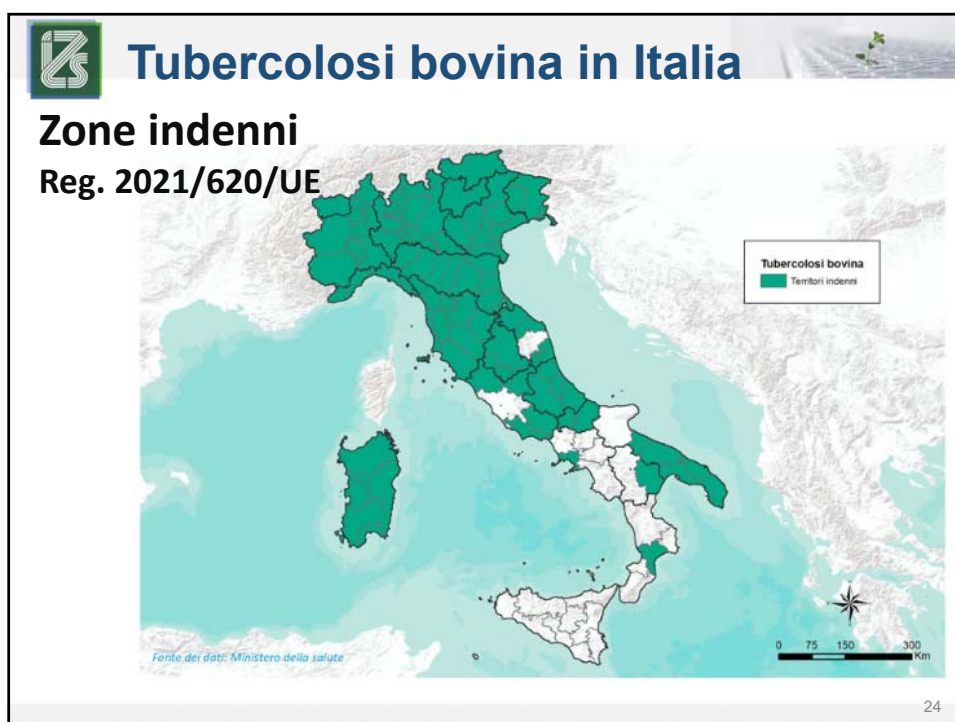 Tubercolosi bovina in Italia
Zone indenni
Reg. 2021/620/UE
Tubercolosi bovina
Territori indenni
Fonte dei dati: Ministero della salute
0 75 150 300
Km
24